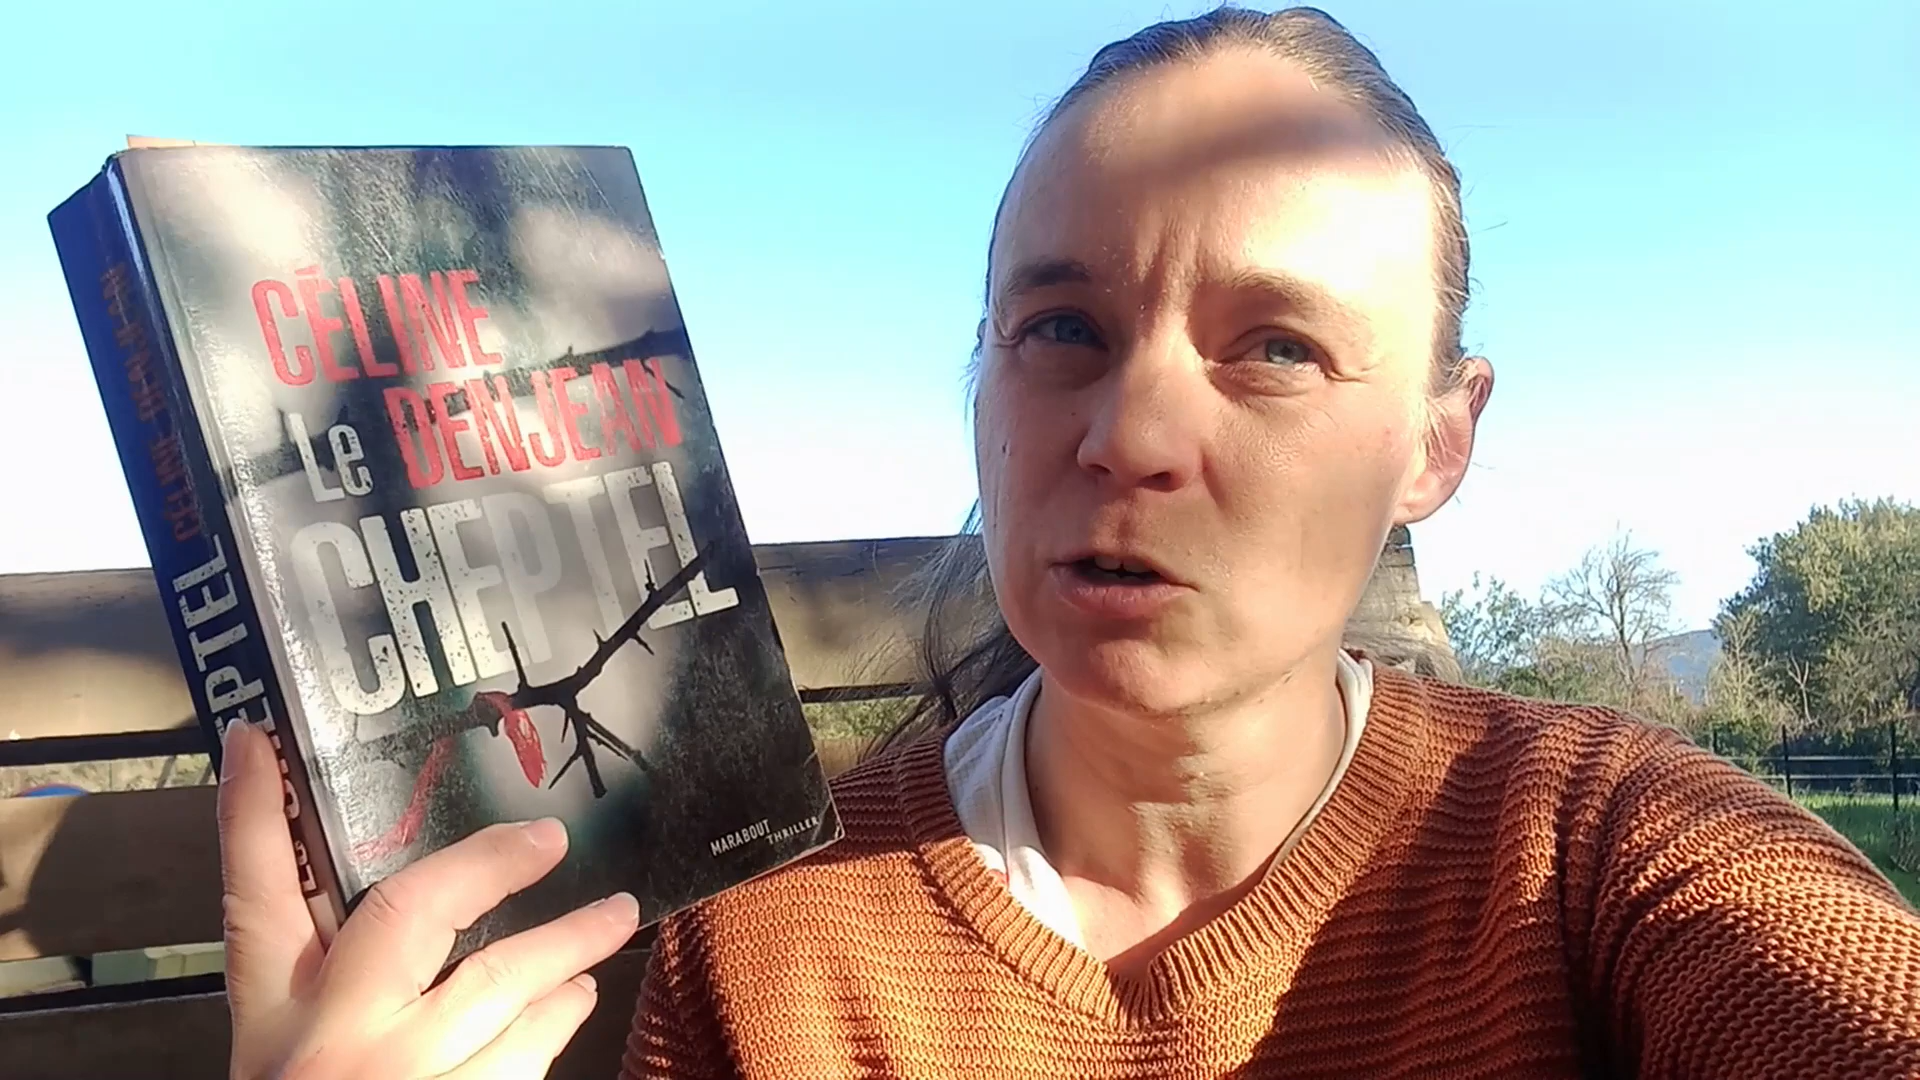 CÉLINE
DENJEAN
Le
CHEPTEL
MARABOUT THRILLER
CÉLINE DENJEAN
LE CHEPTEL